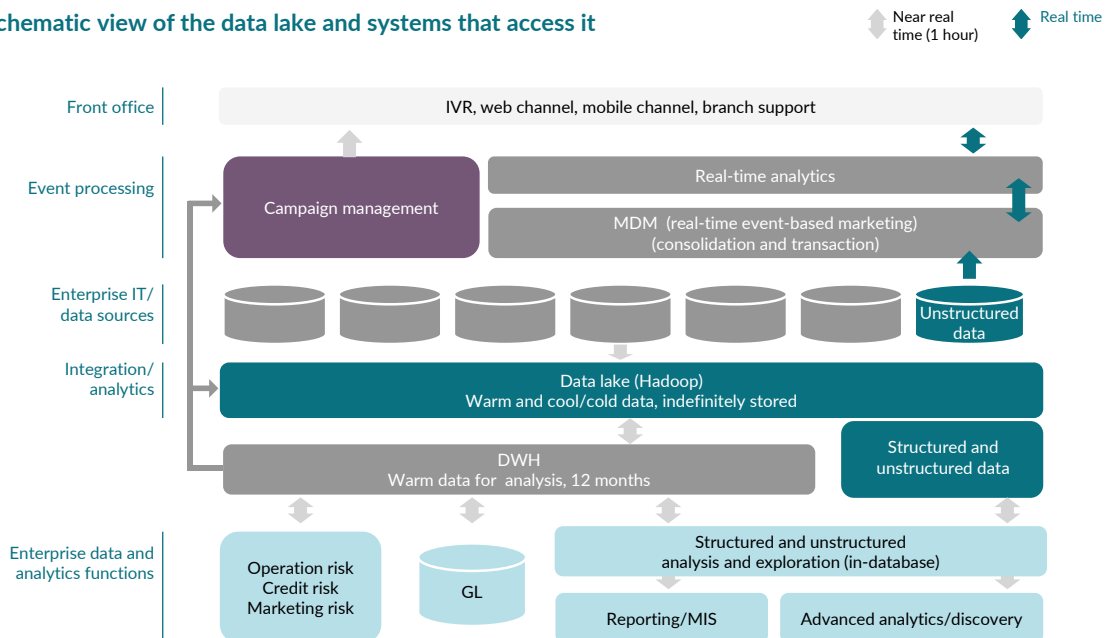 chematic view of the data lake and systems that access it
Near real
time (1 hour)
Real time
Front office
IVR, web channel, mobile channel, branch support
Event processing
Campaign management
Real-time analytics
MDM (real-time event-based marketing)
(consolidation and transaction)
Enterprise IT/
data sources
Unstructured
data
Integration/
analytics
Data lake (Hadoop)
Warm and cool/cold data, indefinitely stored
DWH
Warm data for analysis, 12 months
Structured and
unstructured data
Enterprise data and
analytics functions
Operation risk
Credit risk
Marketing risk
GL
Structured and unstructured
analysis and exploration (in-database)
Reporting/MIS
Advanced analytics/discovery